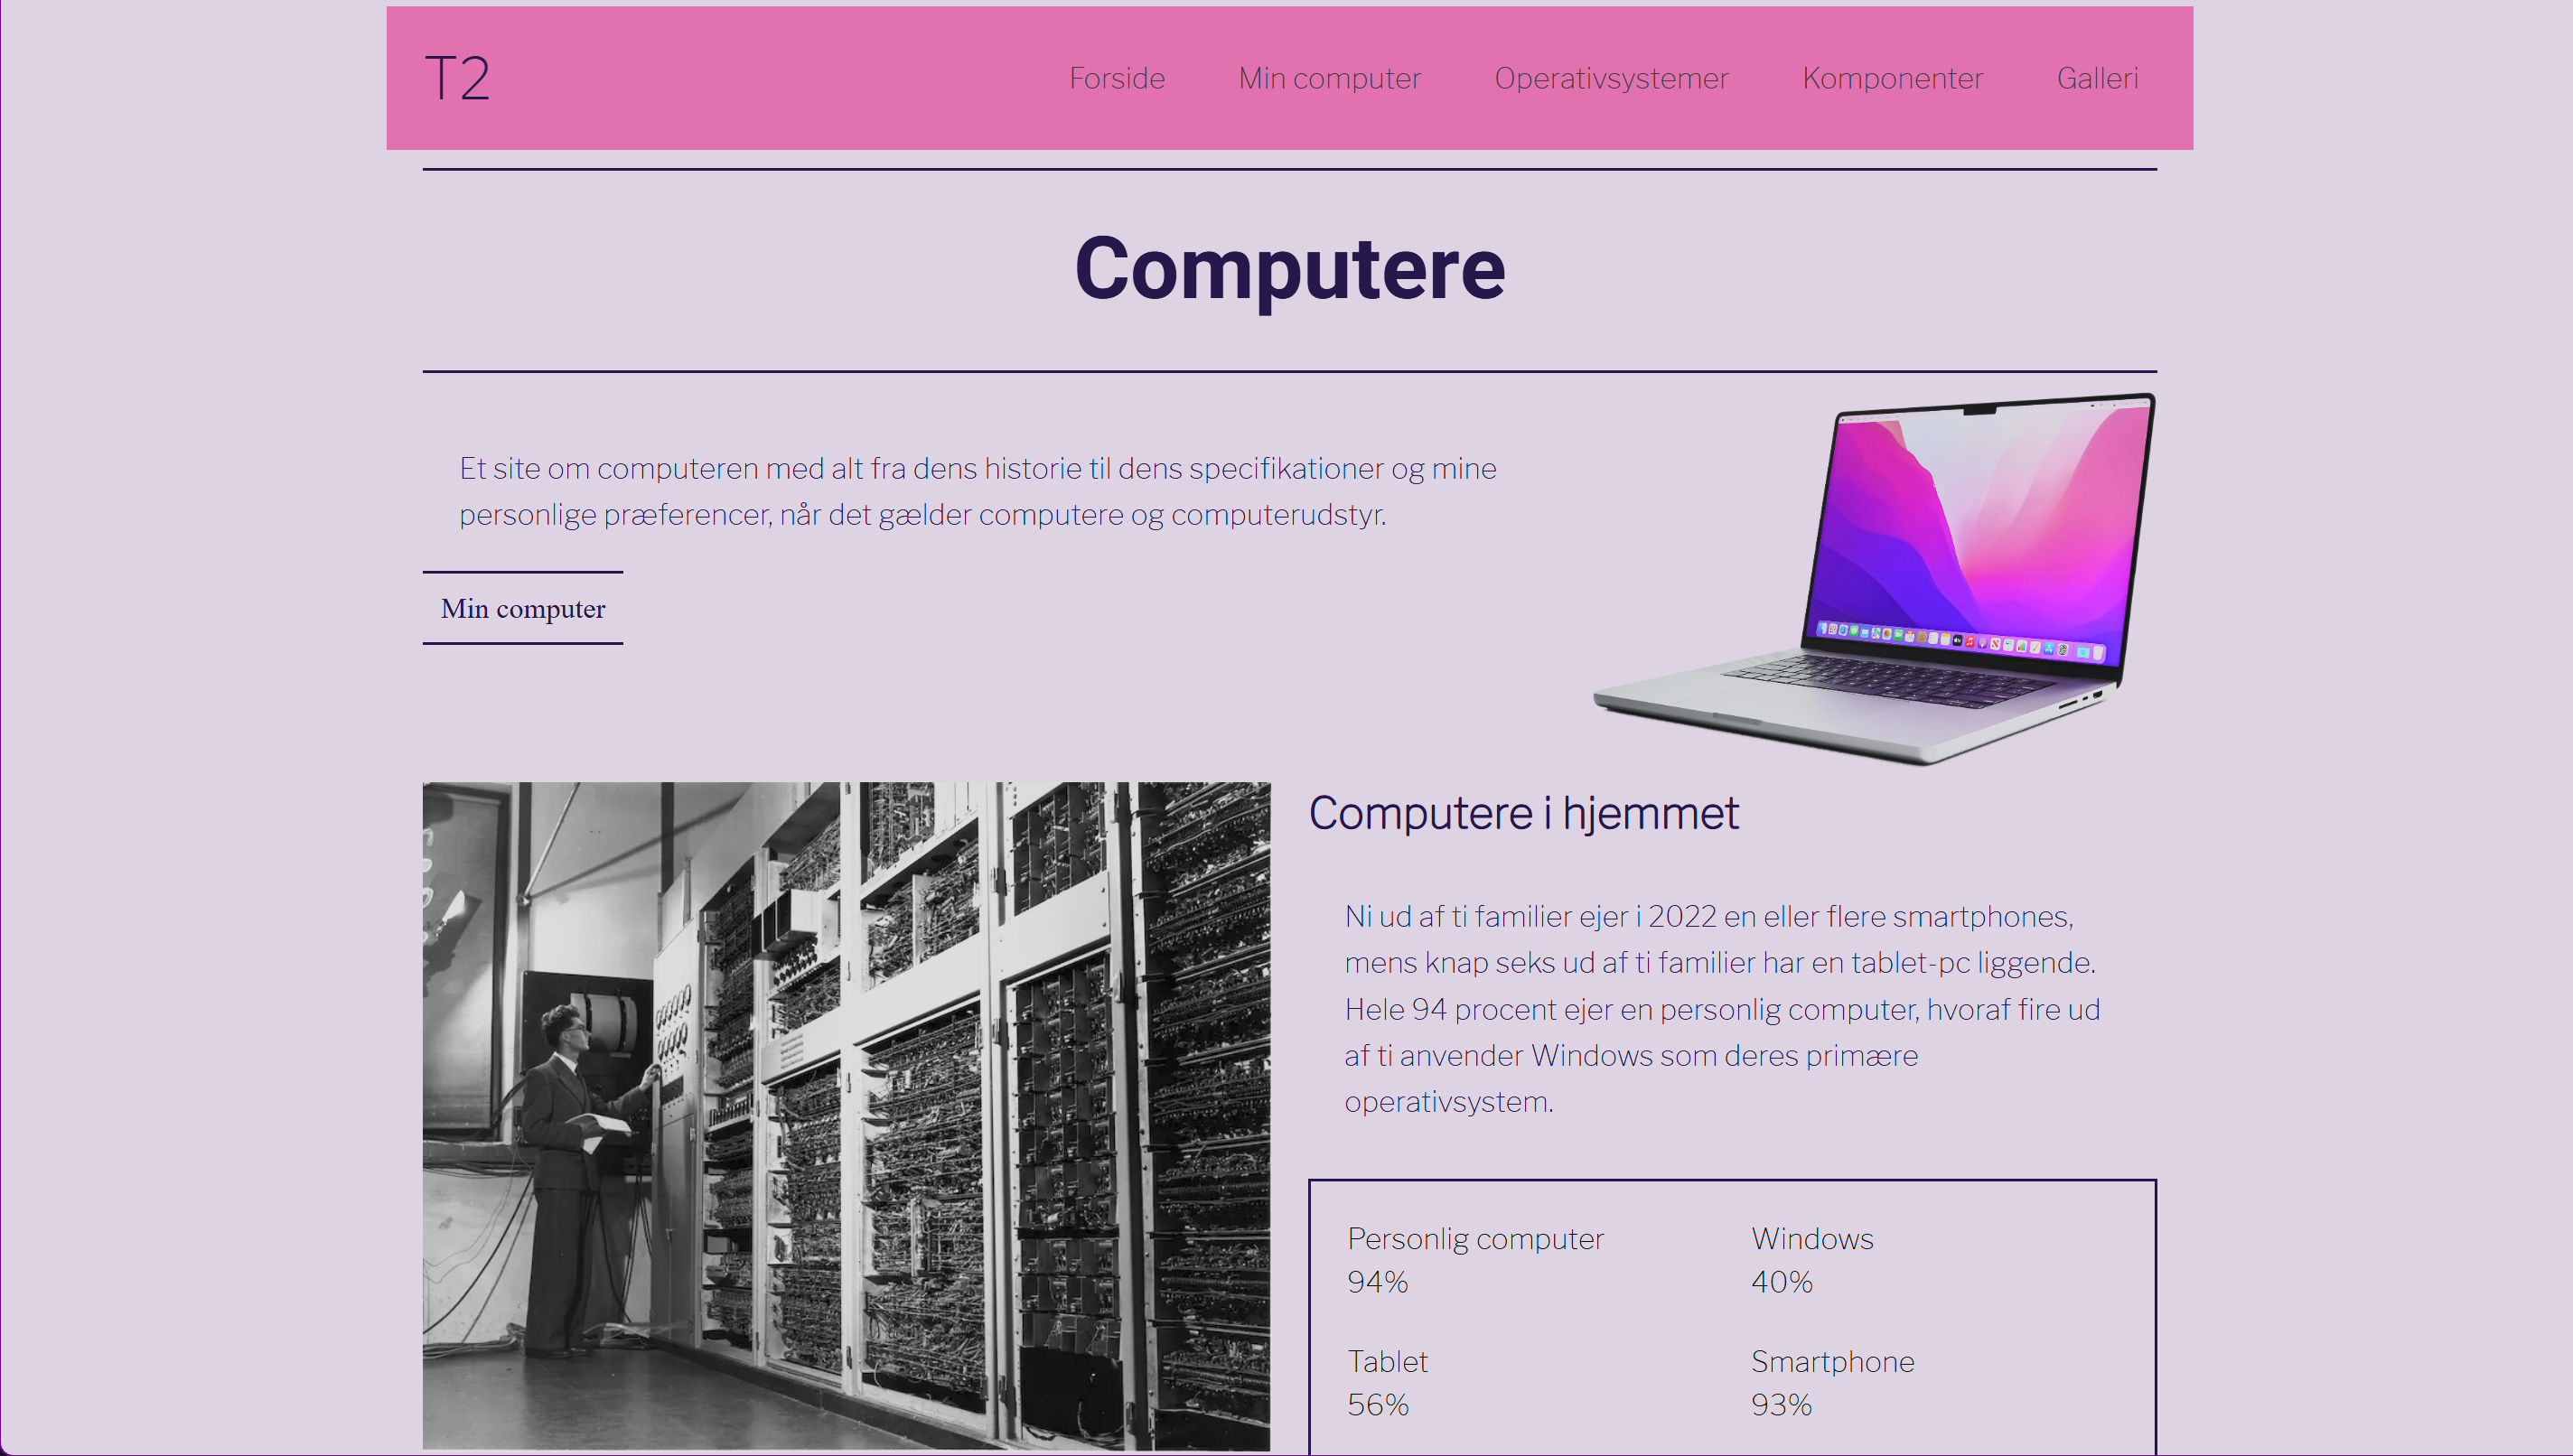 T2
Forside Min computer Operativsystemer Komponenter Galleri
Computere
Et site om computeren med alt fra dens historie til dens specifikationer og mine
personlige præferencer, når det gælder computere og computerudstyr.
Min computer
Computere i hjemmet
Ni ud af ti familier ejer i 2022 en eller flere smartphones,
mens knap seks ud af ti familier har en tablet-pc liggende.
Hele 94 procent ejer en personlig computer, hvoraf fire ud
af ti anvender Windows som deres primære
operativsystem.
Personlig computer
94%
Windows
40%
Tablet
56%
Smartphone
93%